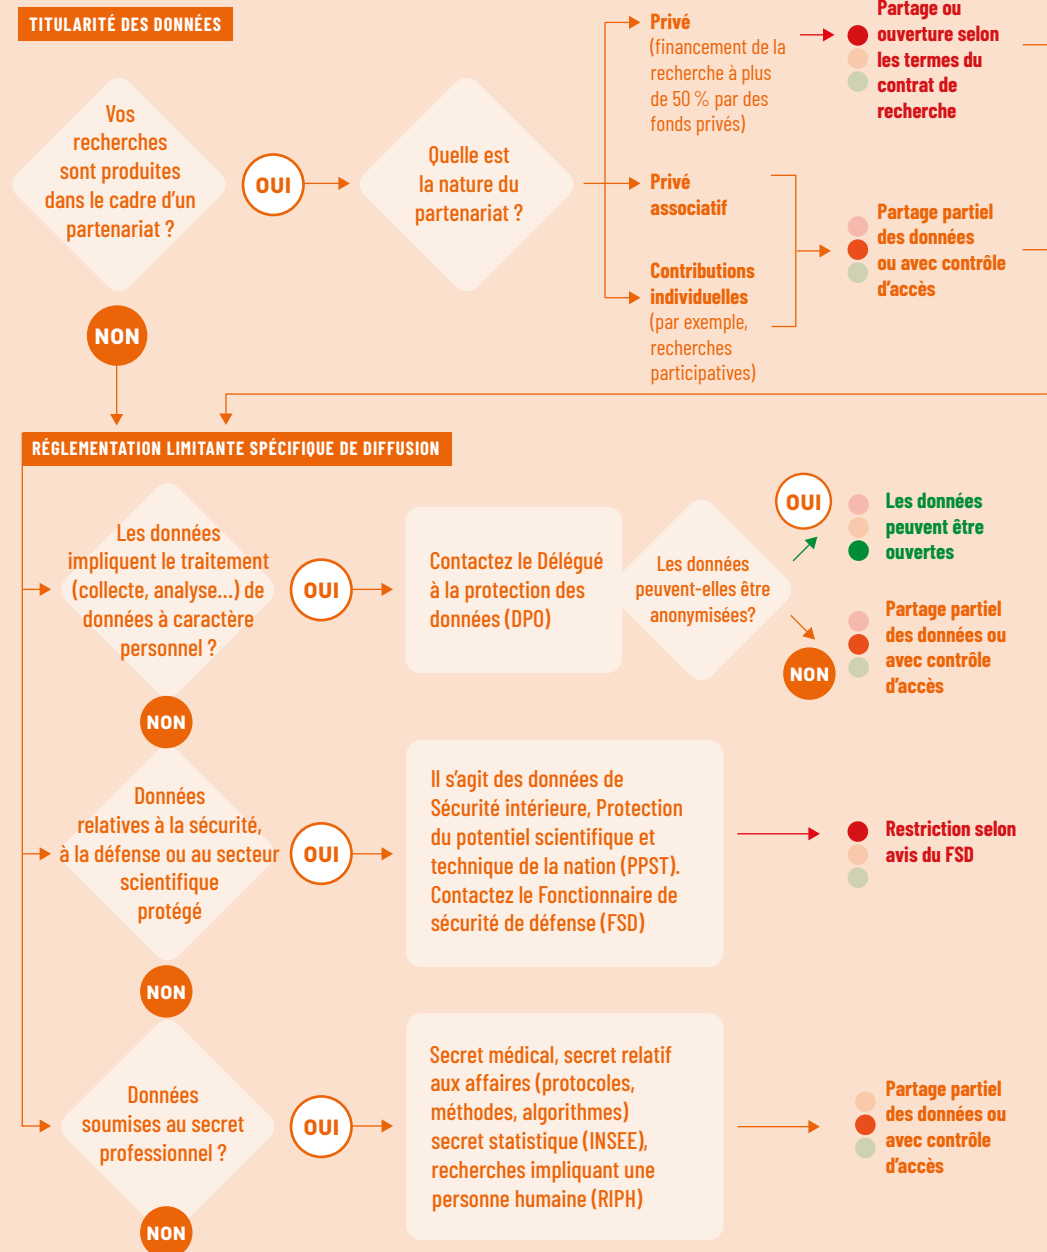 TITULARITÉ DES DONNÉES
Vos
recherches
sont produites
dans le cadre d'un
partenariat ?
OUI
Quelle est
la nature du
partenariat ?
Privé
(financement de la
recherche à plus
de 50 % par des
fonds privés)
Partage ou
ouverture selon
les termes du
contrat de
recherche
Privé
associatif
Contributions
individuelles
(par exemple,
recherches
participatives)
Partage partiel
des données
ou avec contrôle
d'accès
NON
RÉGLEMENTATION LIMITANTE SPÉCIFIQUE DE DIFFUSION
Les données
impliquent le traitement
(collecte, analyse...) de
données à caractère
personnel ?
OUI
Contactez le Délégué
à la protection des
données (DPO)
Les données
peuvent-elles être
anonymisées?
OUI
Les données
peuvent être
ouvertes
NON
Partage partiel
des données ou
avec contrôle
d'accès
NON
Données
relatives à la sécurité,
à la défense ou au secteur
scientifique
protégé
OUI
Il s'agit des données de
Sécurité intérieure, Protection
du potentiel scientifique et
technique de la nation (PPST).
Contactez le Fonctionnaire de
sécurité de défense (FSD)
Restriction selon
avis du FSD
NON
Données
soumises au secret
professionnel ?
OUI
Secret médical, secret relatif
aux affaires (protocoles,
méthodes, algorithmes)
secret statistique (INSEE),
recherches impliquant une
personne humaine (RIPH)
Partage partiel
des données ou
avec contrôle
d'accès
NON